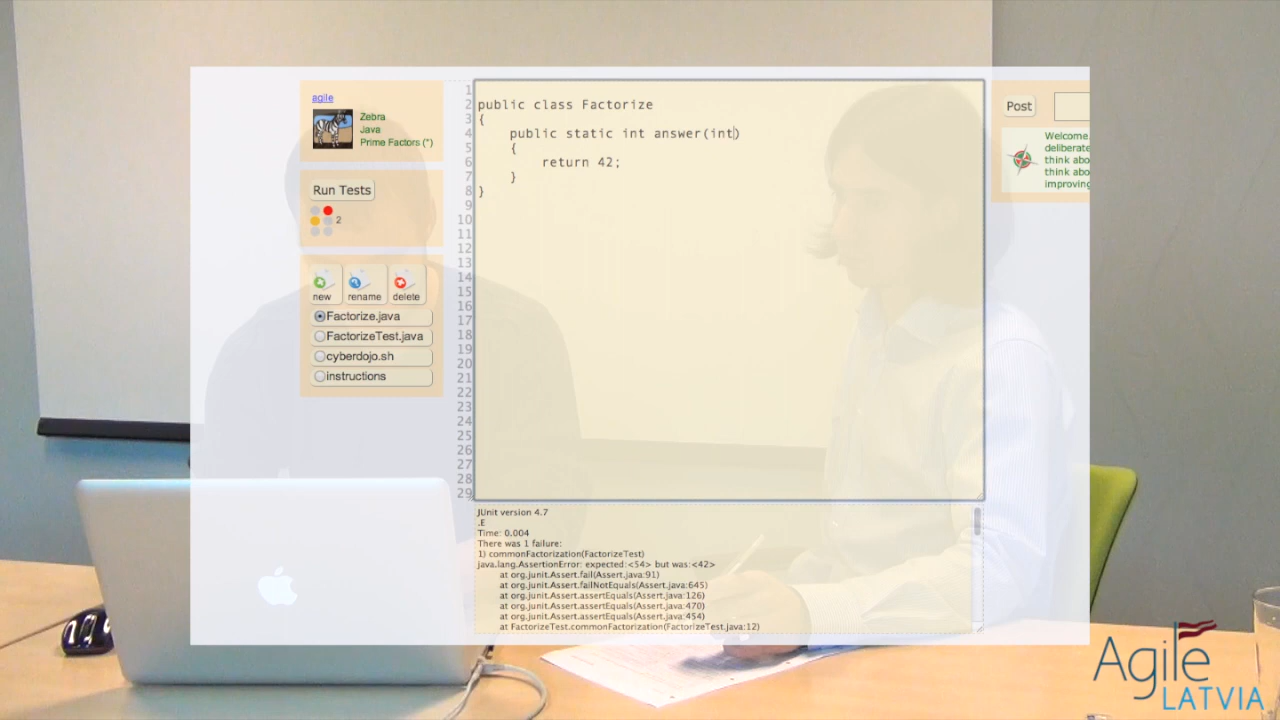 agile
Zebra
Java
Prime Factors (*)
Run Tests
2
new rename delete
Factorize.java
FactorizeTest.java
cyberdojo.sh
instructions
1
2 public class Factorize
3 {
4 public static int answer(int)
5 {
6 return 42;
7 }
8 }
9
10
11
12
13
14
15
16
17
18
19
20
21
22
23
24
25
26
27
28
29
JUnit version 4.7
.E
Time: 0.004
There was 1 failure:
1) commonFactorization(FactorizeTest)
java.lang.AssertionError: expected:<54> but was:<42>
at org.junit.Assert.fail(Assert.java:91)
at org.junit.Assert.failNotEquals(Assert.java:645)
at org.junit.Assert.assertEquals(Assert.java:126)
at org.junit.Assert.assertEquals(Assert.java:470)
at org.junit.Assert.assertEquals(Assert.java:454)
at FactorizeTest.commonFactorization(FactorizeTest.java:12)
Post
Welcome
deliberate
think abo
think abo
improving
Agile
LATVIA